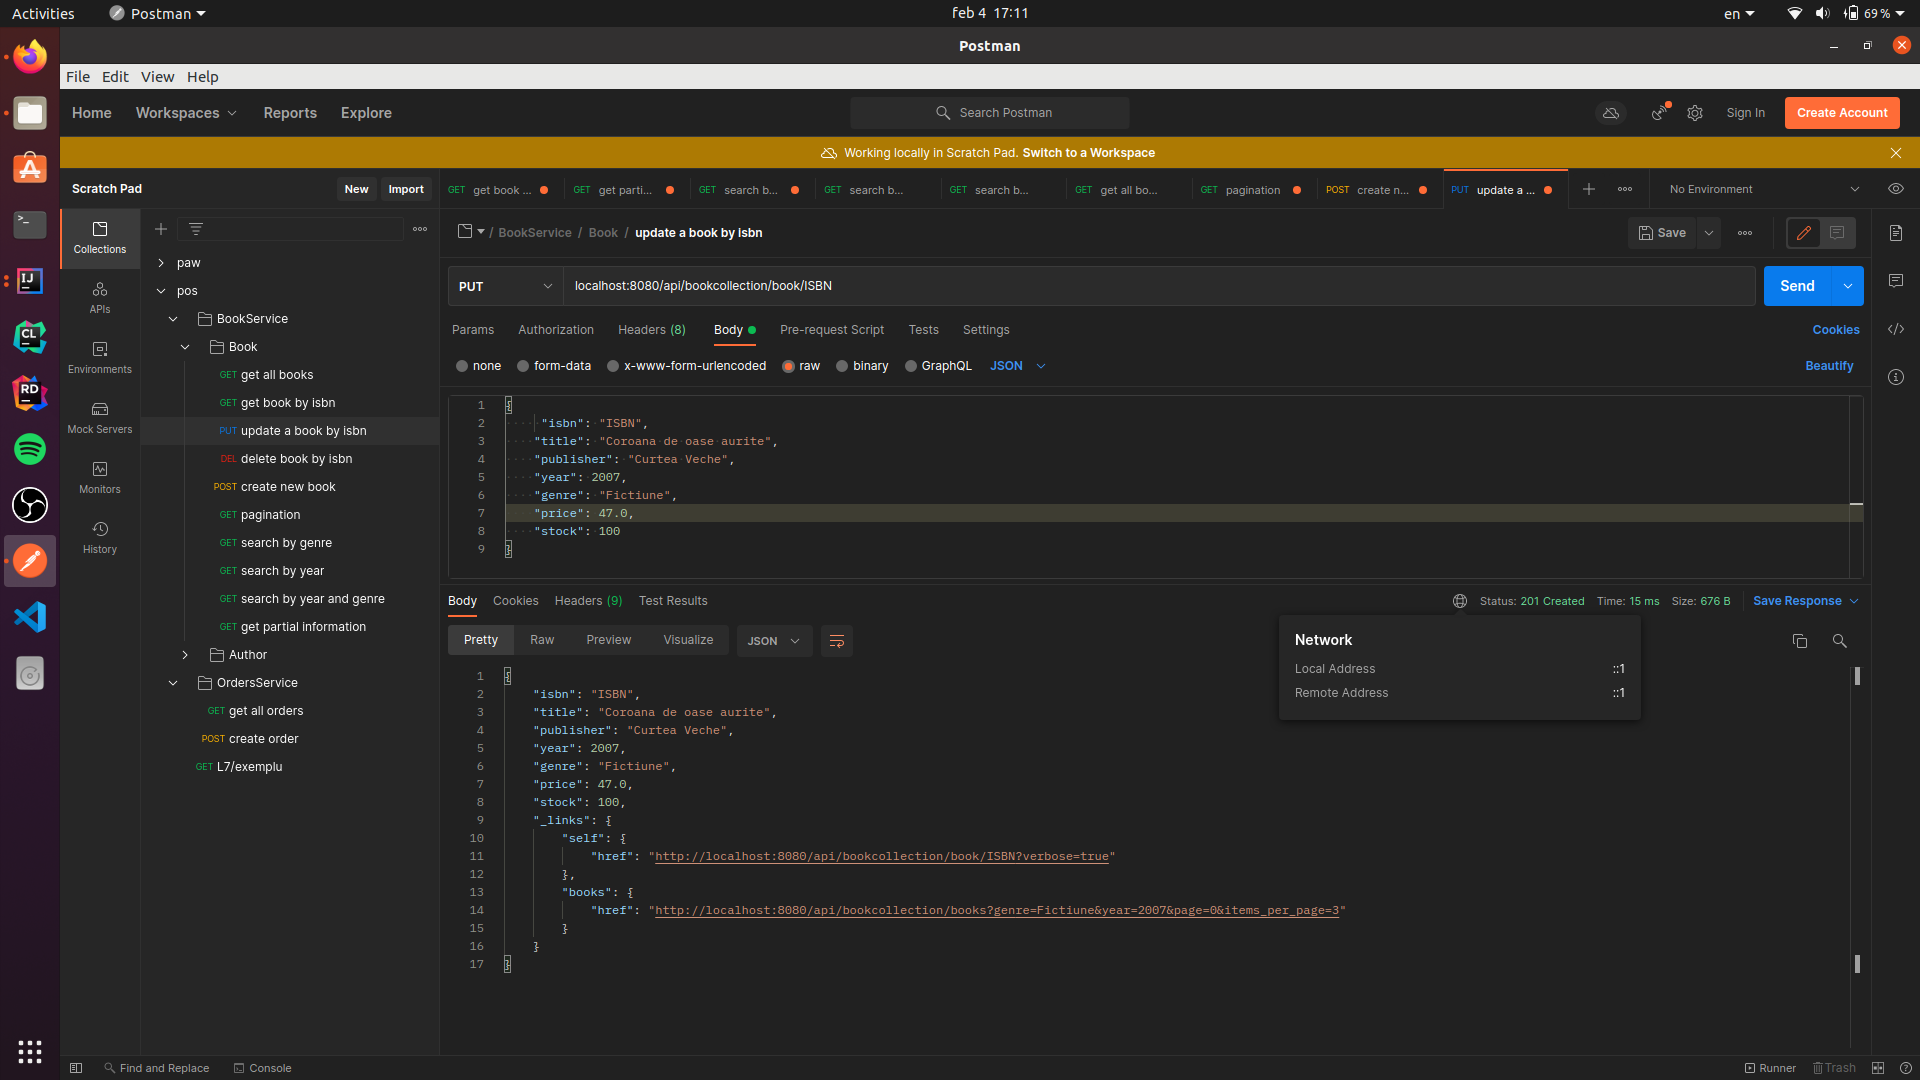 Activities
Postman
feb 4 17:11
en
69 %
Postman
File Edit View Help
Home Workspaces Reports Explore
Search Postman
Sign In
Create Account
Working locally in Scratch Pad. Switch to a Workspace
Scratch Pad
New
Import
GET get book ...
GET get parti...
GET search b...
GET search b...
GET search b...
GET get all bo...
GET pagination
POST create n...
PUT update a ...
No Environment
Collections
APIs
Environments
Mock Servers
Monitors
History
paw
pos
BookService
Book
GET get all books
GET get book by isbn
PUT update a book by isbn
DEL delete book by isbn
POST create new book
GET pagination
GET search by genre
GET search by year
GET search by year and genre
GET get partial information
Author
OrdersService
GET get all orders
POST create order
GET L7/exemplu
/ BookService / Book / update a book by isbn
Save
PUT
localhost:8080/api/bookcollection/book/ISBN
Send
Params Authorization Headers (8) Body Pre-request Script Tests Settings
Cookies
none form-data x-www-form-urlencoded raw binary GraphQL JSON
Beautify
1 {
2 "isbn": "ISBN",
3 "title": "Coroana de oase aurite",
4 "publisher": "Curtea Veche",
5 "year": 2007,
6 "genre": "Fictiune",
7 "price": 47.0,
8 "stock": 100
9 }
Body Cookies Headers (9) Test Results
Status: 201 Created Time: 15 ms Size: 676 B
Save Response
Pretty Raw Preview Visualize
JSON
Network
Local Address ::1
Remote Address ::1
1 {
2 "isbn": "ISBN",
3 "title": "Coroana de oase aurite",
4 "publisher": "Curtea Veche",
5 "year": 2007,
6 "genre": "Fictiune",
7 "price": 47.0,
8 "stock": 100,
9 "_links": {
10 "self": {
11 "href": "http://localhost:8080/api/bookcollection/book/ISBN?verbose=true"
12 },
13 "books": {
14 "href": "http://localhost:8080/api/bookcollection/books?genre=Fictiune&year=2007&page=0&items_per_page=3"
15 }
16 }
17 }
Find and Replace
Console
Runner
Trash